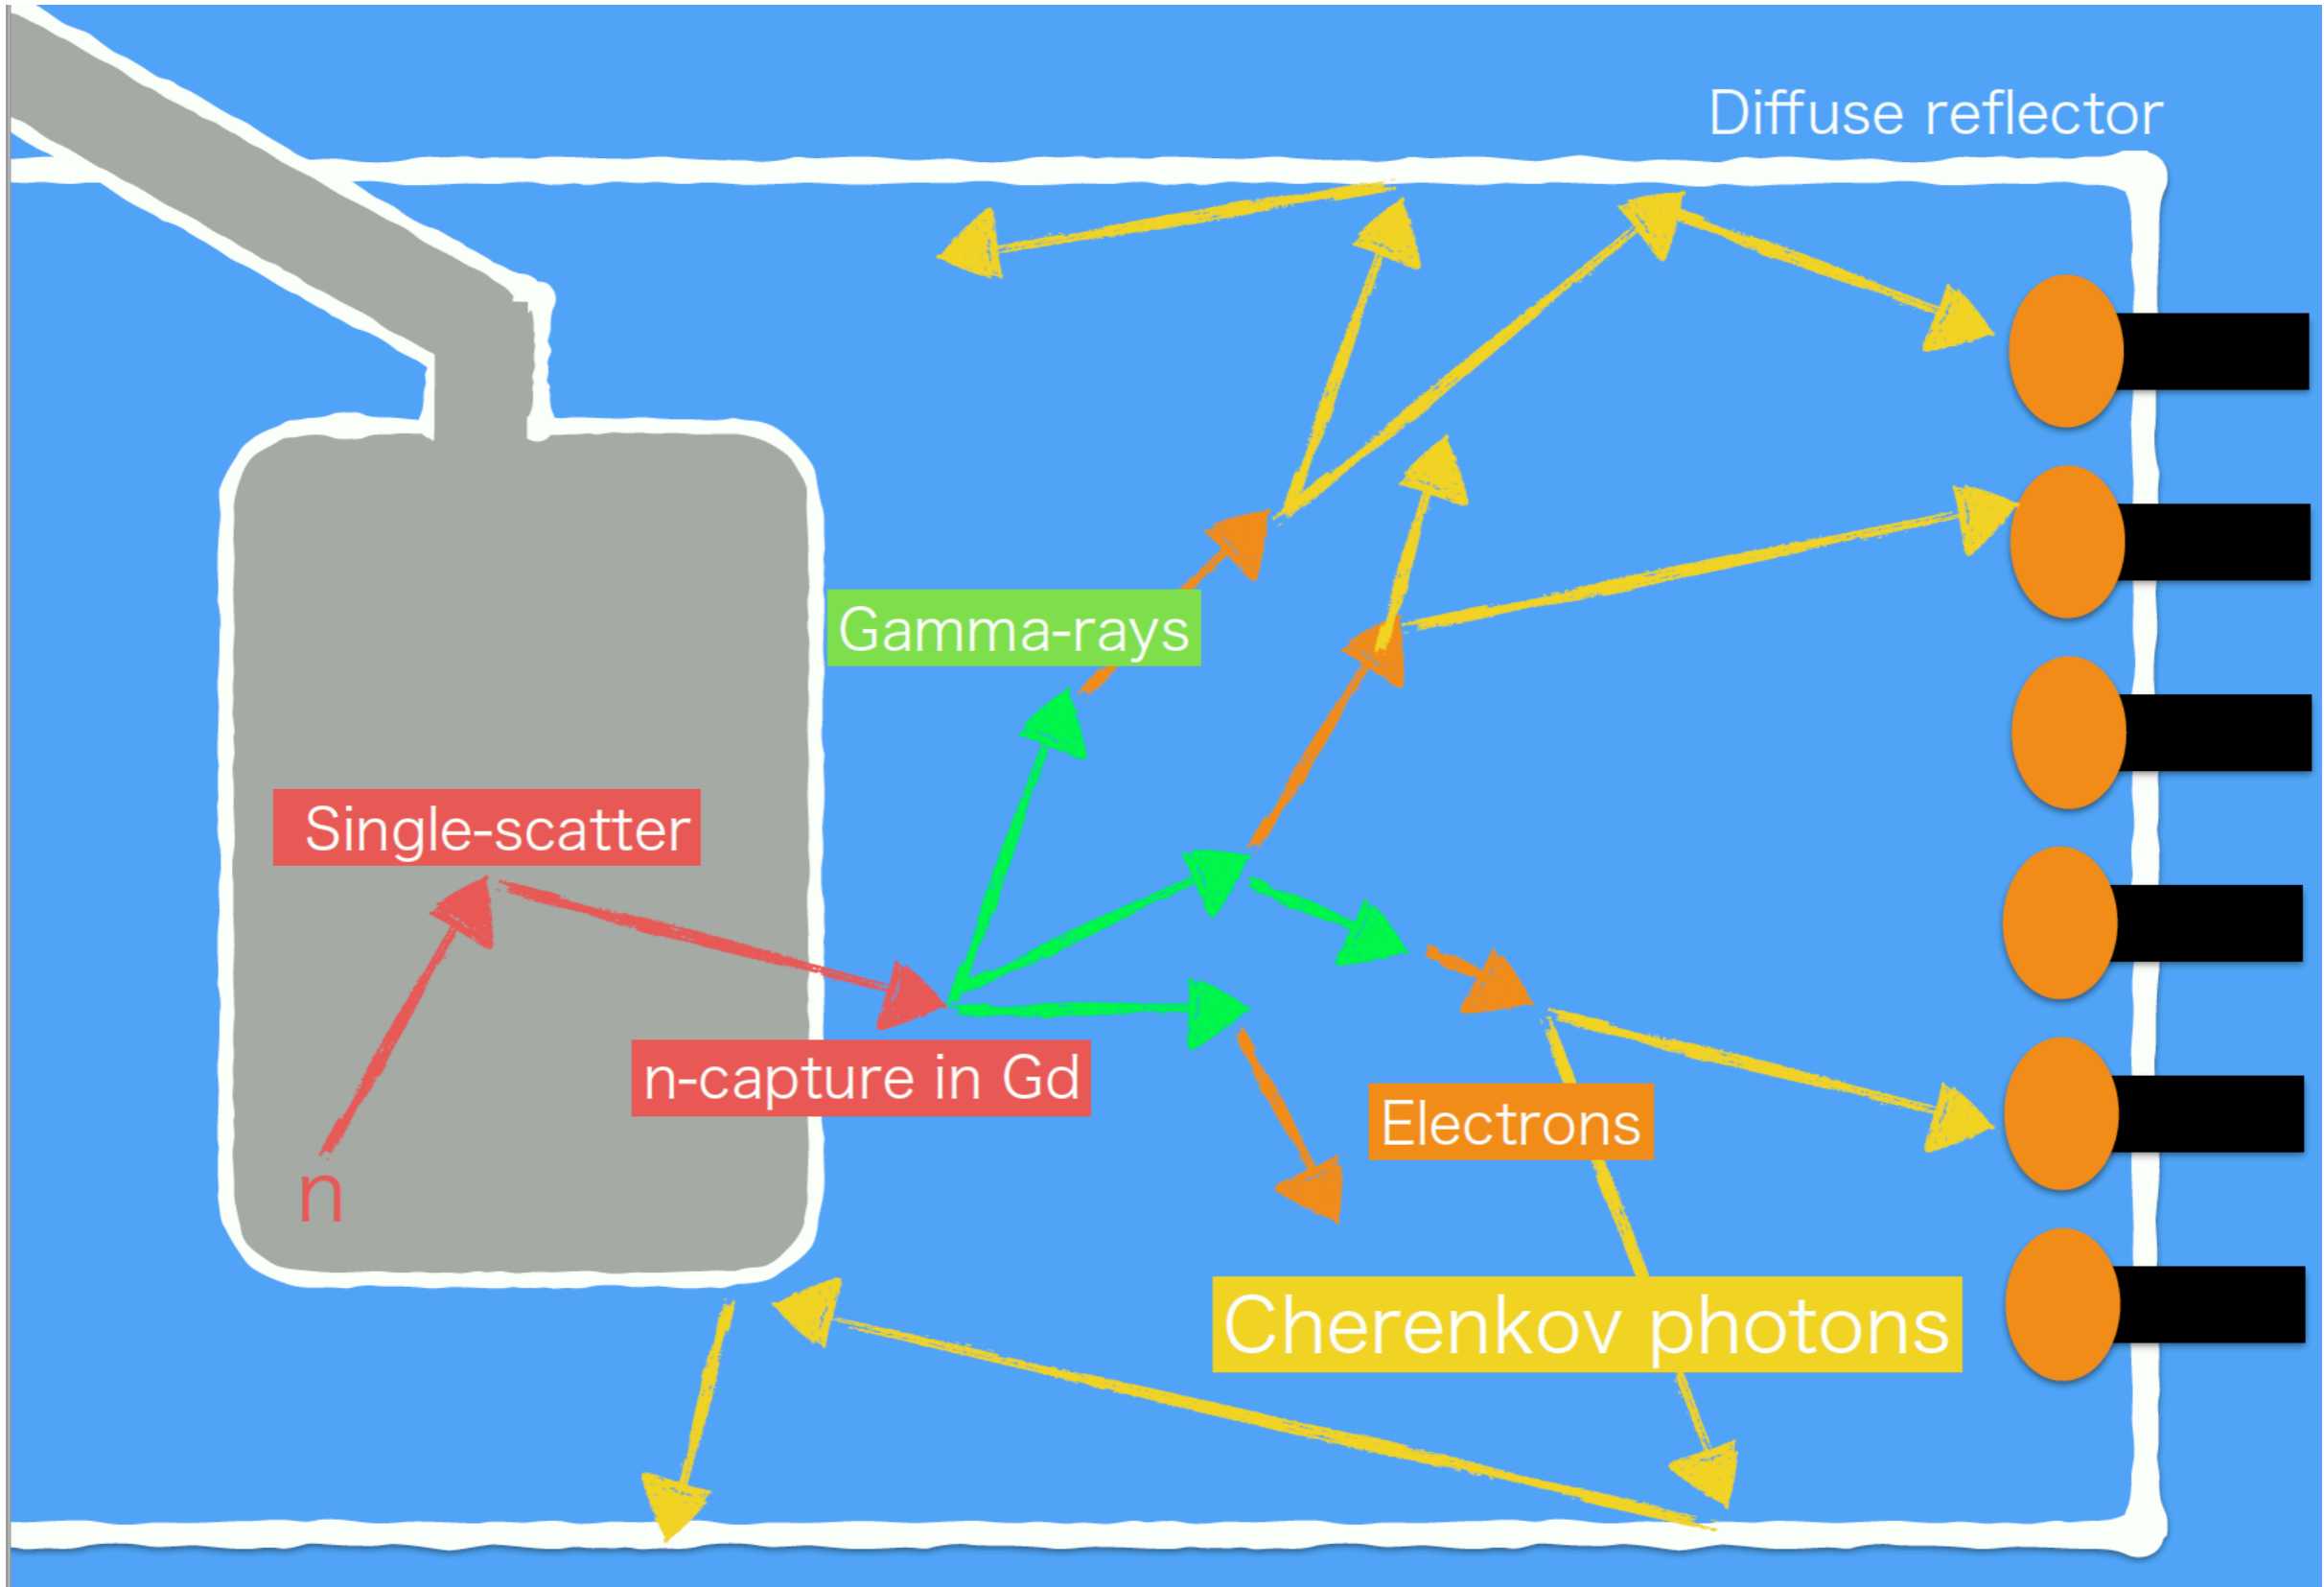 Diffuse reflector
Gamma-rays
Single-scatter
n-capture in Gd
Electrons
n
Cherenkov photons